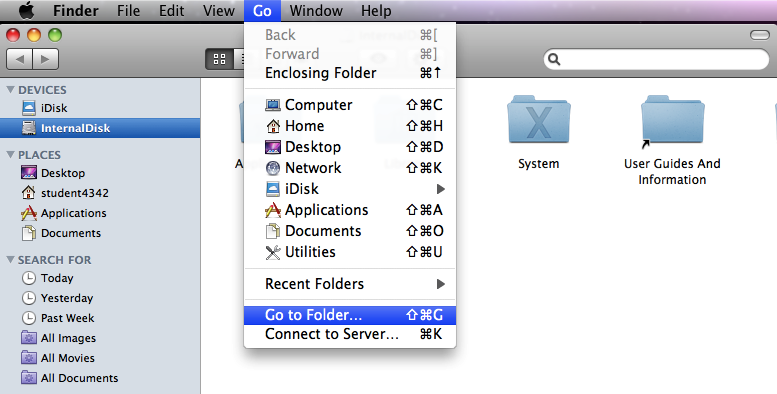 Finder File Edit View Go Window Help
Back ⌘[
Forward ⌘]
Enclosing Folder ⌘↑
Computer ⇧⌘C
Home ⇧⌘H
Desktop ⇧⌘D
Network ⇧⌘K
iDisk
Applications ⇧⌘A
Documents ⇧⌘O
Utilities ⇧⌘U
Recent Folders
Go to Folder... ⇧⌘G
Connect to Server... ⌘K
DEVICES
iDisk
InternalDisk
PLACES
Desktop
student4342
Applications
Documents
SEARCH FOR
Today
Yesterday
Past Week
All Images
All Movies
All Documents
System
User Guides And
Information